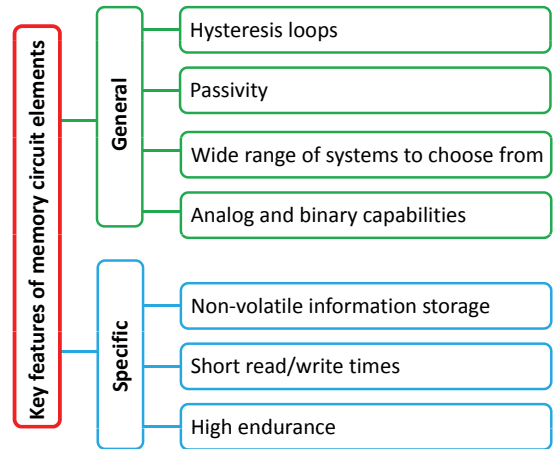 Key features of memory circuit elements
General
Hysteresis loops
Passivity
Wide range of systems to choose from
Analog and binary capabilities
Specific
Non-volatile information storage
Short read/write times
High endurance